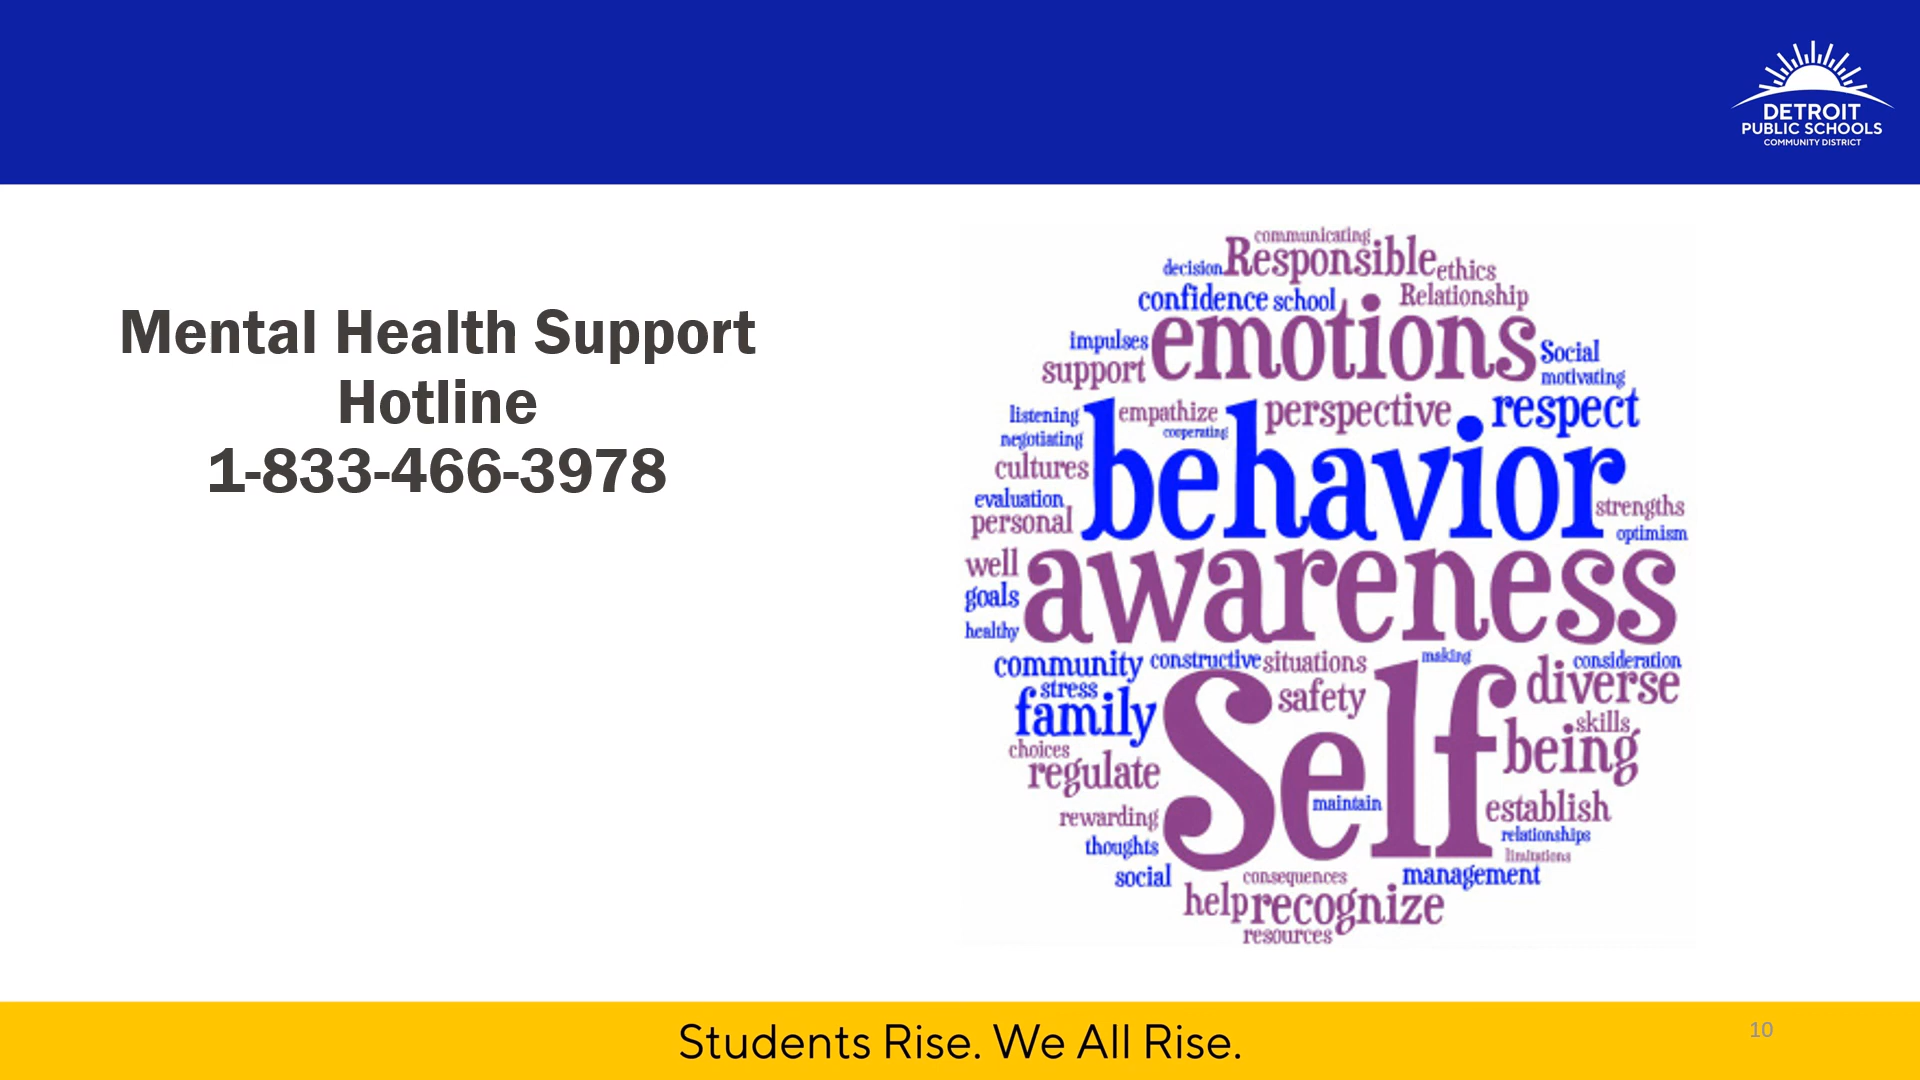 DETROIT
PUBLIC SCHOOLS
COMMUNITY DISTRICT
Mental Health Support
Hotline
1-833-466-3978
communicating
decision Responsible ethics
confidence school Relationship
impulses emotions Social
support motivating
listening empathize perspective respect
negotiating cooperating
cultures behavior
evaluation strengths
personal optimism
well awareness
goals
healthy
community constructive situations making consideration
stress safety diverse
family Self skills
choices being
regulate
maintain establish
rewarding relationships
thoughts limitations
social consequences management
help recognize
resources
Students Rise. We All Rise.
10